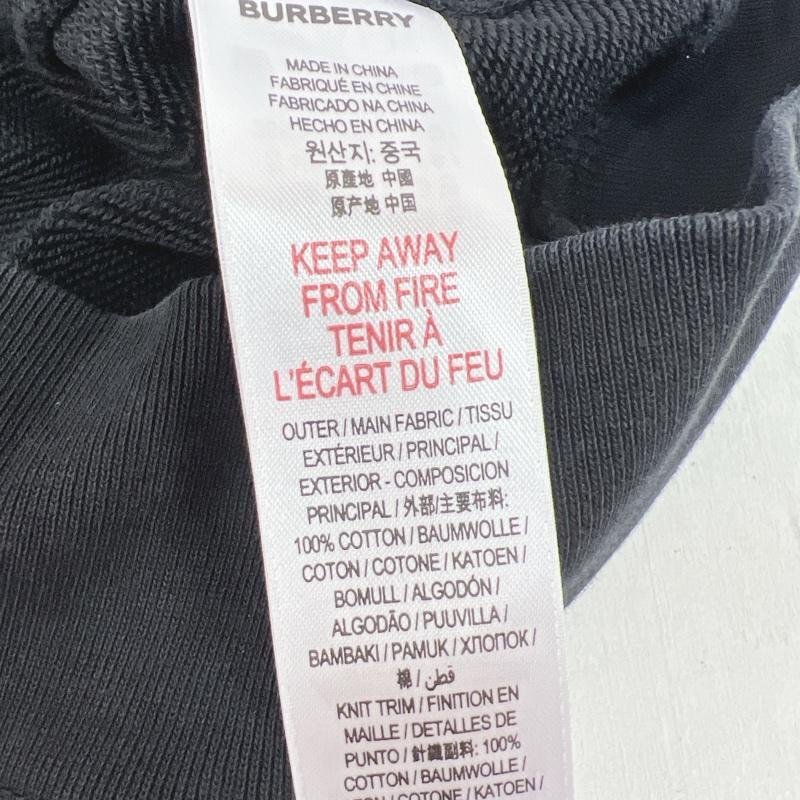 BURBERRY
MADE IN CHINA
FABRIQUÉ EN CHINE
FABRICADO NA CHINA
HECHO EN CHINA
원산지: 중국
原產地 中國
原产地 中国
KEEP AWAY
FROM FIRE
TENIR À
L'ÉCART DU FEU
OUTER / MAIN FABRIC / TISSU
EXTÉRIEUR / PRINCIPAL /
EXTERIOR - COMPOSICION
PRINCIPAL / 外部/主要布料:
100% COTTON / BAUMWOLLE /
COTON / COTONE / KATOEN /
BOMULL / ALGODÓN /
ALGODÃO / PUUVILLA /
BAMBAKI / PAMUK / ХЛОПОК /
棉 / قطن
KNIT TRIM / FINITION EN
MAILLE / DETALLES DE
PUNTO / 針織副料: 100%
COTTON / BAUMWOLLE /
COTON / COTONE / KATOEN /